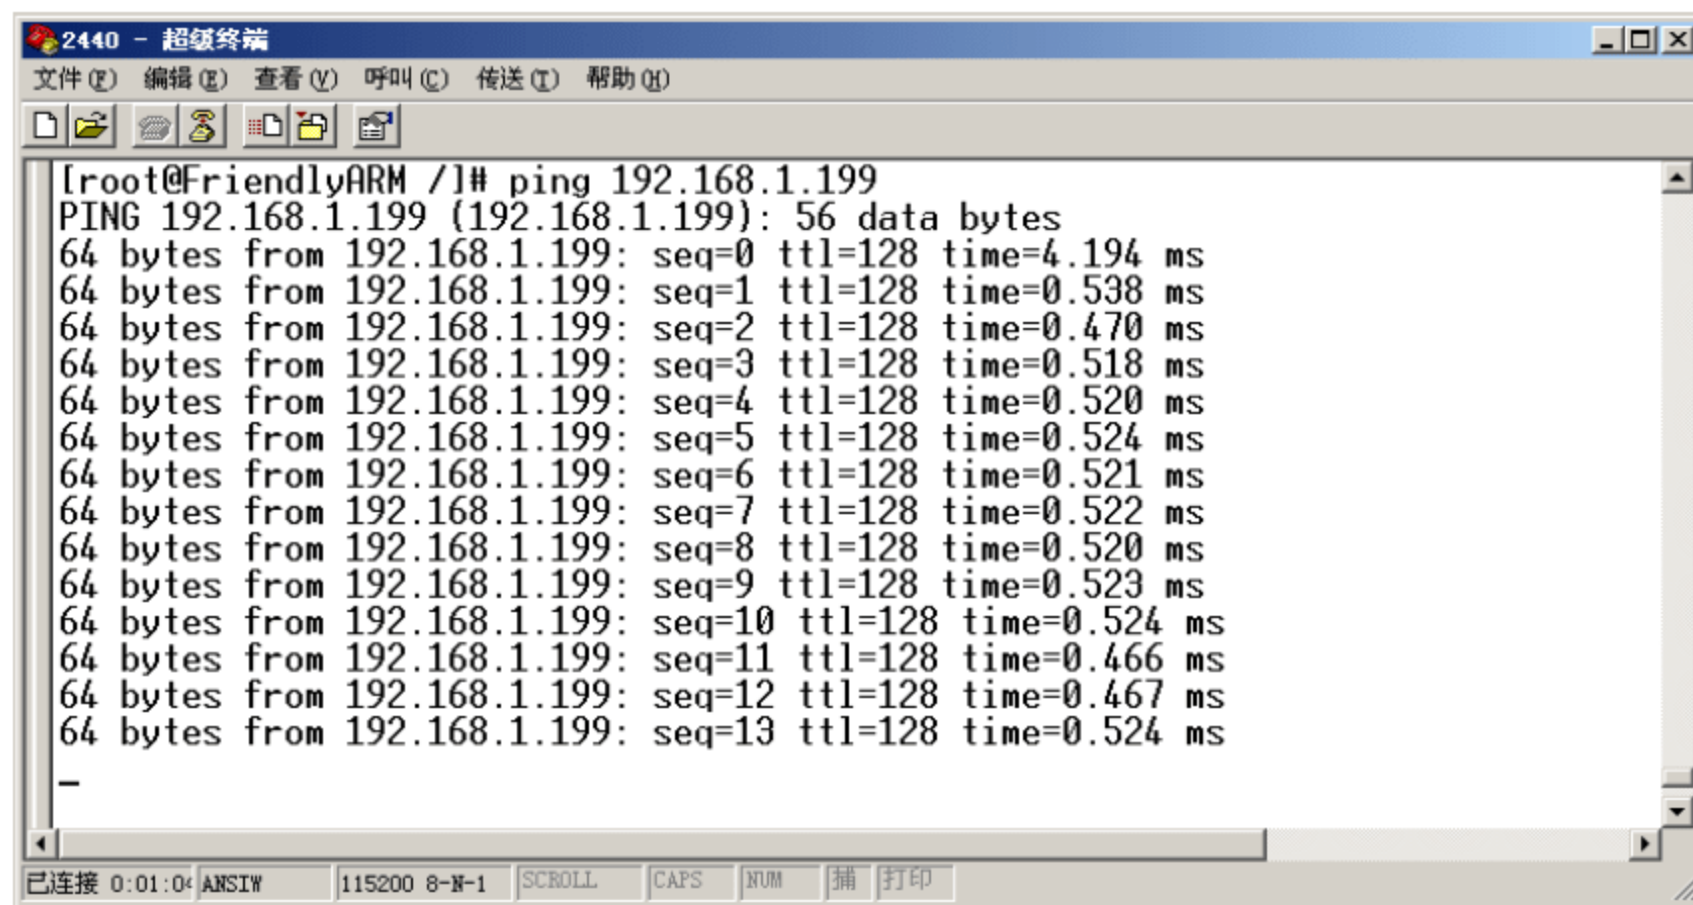 2440 - 超级终端
文件(F) 编辑(E) 查看(V) 呼叫(C) 传送(T) 帮助(H)
[root@FriendlyARM /]# ping 192.168.1.199
PING 192.168.1.199 (192.168.1.199): 56 data bytes
64 bytes from 192.168.1.199: seq=0 ttl=128 time=4.194 ms
64 bytes from 192.168.1.199: seq=1 ttl=128 time=0.538 ms
64 bytes from 192.168.1.199: seq=2 ttl=128 time=0.470 ms
64 bytes from 192.168.1.199: seq=3 ttl=128 time=0.518 ms
64 bytes from 192.168.1.199: seq=4 ttl=128 time=0.520 ms
64 bytes from 192.168.1.199: seq=5 ttl=128 time=0.524 ms
64 bytes from 192.168.1.199: seq=6 ttl=128 time=0.521 ms
64 bytes from 192.168.1.199: seq=7 ttl=128 time=0.522 ms
64 bytes from 192.168.1.199: seq=8 ttl=128 time=0.520 ms
64 bytes from 192.168.1.199: seq=9 ttl=128 time=0.523 ms
64 bytes from 192.168.1.199: seq=10 ttl=128 time=0.524 ms
64 bytes from 192.168.1.199: seq=11 ttl=128 time=0.466 ms
64 bytes from 192.168.1.199: seq=12 ttl=128 time=0.467 ms
64 bytes from 192.168.1.199: seq=13 ttl=128 time=0.524 ms
已连接 0:01:04 ANSIW 115200 8-N-1 SCROLL CAPS NUM 捕 打印